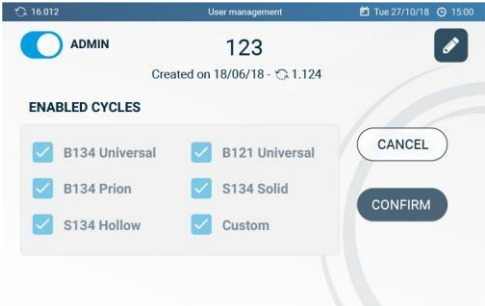 16.012 User management Tue 27/10/18 15:00
ADMIN 123
Created on 18/06/18 - 1.124
ENABLED CYCLES
B134 Universal B121 Universal CANCEL
B134 Prion S134 Solid
S134 Hollow Custom CONFIRM